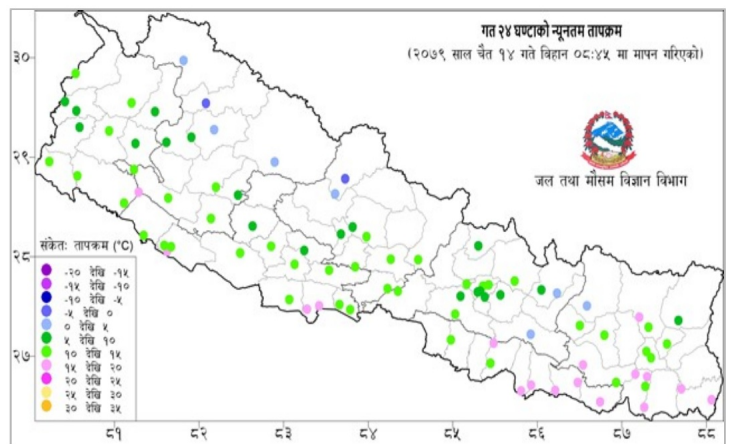 गत २४ घण्टाको न्यूनतम तापक्रम
(२०७९ साल चैत १४ गते बिहान ०८:४५ मा मापन गरिएको)
जल तथा मौसम विज्ञान विभाग
३०
२९
२८
२७
संकेतः तापक्रम (°C)
-२० देखि -१५
-१५ देखि -१०
-१० देखि -५
-५ देखि ०
० देखि ५
५ देखि १०
१० देखि १५
१५ देखि २०
२० देखि २५
२५ देखि ३०
३० देखि ३५
८१ ८२ ८३ ८४ ८५ ८६ ८७ ८८